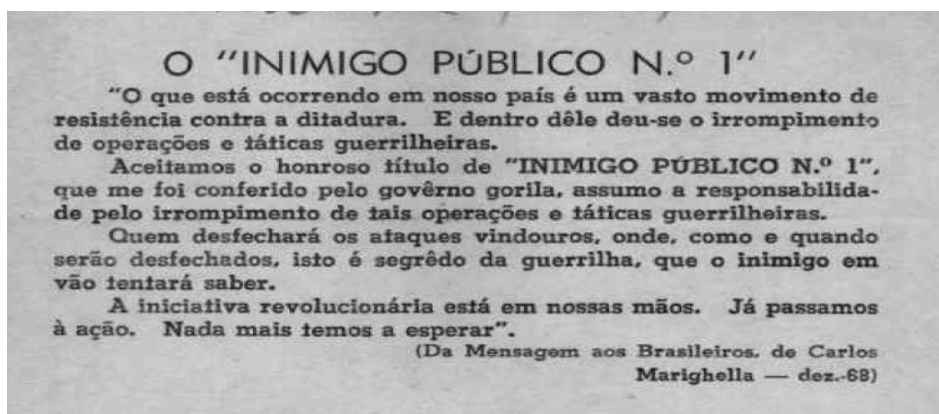 O "INIMIGO PÚBLICO N.º 1"
"O que está ocorrendo em nosso país é um vasto movimento de
resistência contra a ditadura. E dentro dêle deu-se o irrompimento
de operações e táticas guerrilheiras.
Aceitamos o honroso título de "INIMIGO PÚBLICO N.º 1",
que me foi conferido pelo govêrno gorila, assumo a responsabilida-
de pelo irrompimento de tais operações e táticas guerrilheiras.
Quem desfechará os ataques vindouros, onde, como e quando
serão desfechados, isto é segrêdo da guerrilha, que o inimigo em
vão tentará saber.
A iniciativa revolucionária está em nossas mãos. Já passamos
à ação. Nada mais temos a esperar".
(Da Mensagem aos Brasileiros, de Carlos
Marighella — dez.-68)